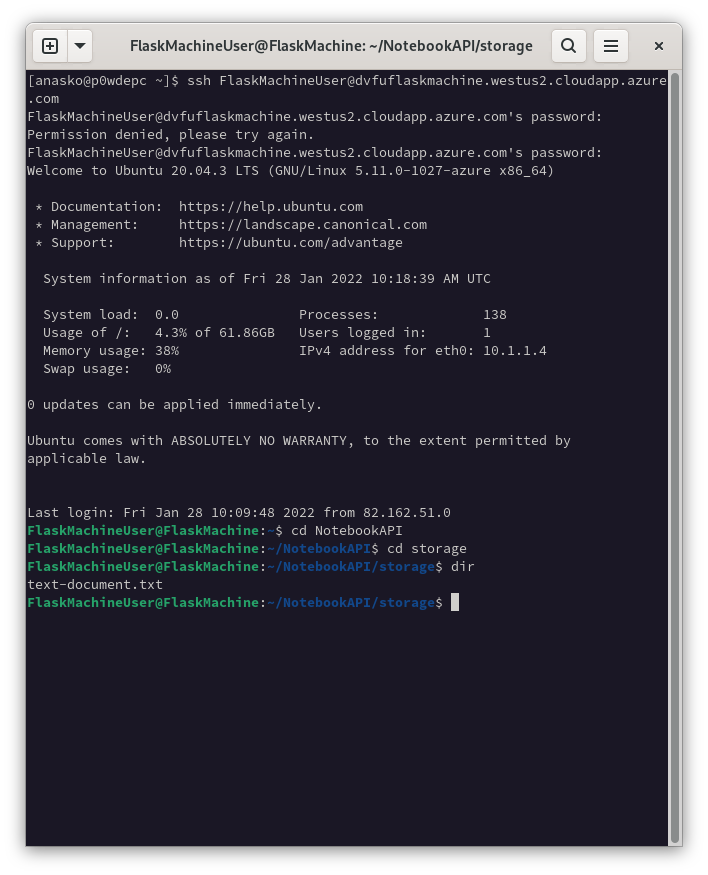 FlaskMachineUser@FlaskMachine: ~/NotebookAPI/storage
[anasko@p0wdepc ~]$ ssh FlaskMachineUser@dvfuflaskmachine.westus2.cloudapp.azure
.com
FlaskMachineUser@dvfuflaskmachine.westus2.cloudapp.azure.com's password:
Permission denied, please try again.
FlaskMachineUser@dvfuflaskmachine.westus2.cloudapp.azure.com's password:
Welcome to Ubuntu 20.04.3 LTS (GNU/Linux 5.11.0-1027-azure x86_64)
 * Documentation:  https://help.ubuntu.com
 * Management:     https://landscape.canonical.com
 * Support:        https://ubuntu.com/advantage
  System information as of Fri 28 Jan 2022 10:18:39 AM UTC
  System load:  0.0               Processes:             138
  Usage of /:   4.3% of 61.86GB   Users logged in:       1
  Memory usage: 38%               IPv4 address for eth0: 10.1.1.4
  Swap usage:   0%
0 updates can be applied immediately.
Ubuntu comes with ABSOLUTELY NO WARRANTY, to the extent permitted by
applicable law.
Last login: Fri Jan 28 10:09:48 2022 from 82.162.51.0
FlaskMachineUser@FlaskMachine:~$ cd NotebookAPI
FlaskMachineUser@FlaskMachine:~/NotebookAPI$ cd storage
FlaskMachineUser@FlaskMachine:~/NotebookAPI/storage$ dir
text-document.txt
FlaskMachineUser@FlaskMachine:~/NotebookAPI/storage$